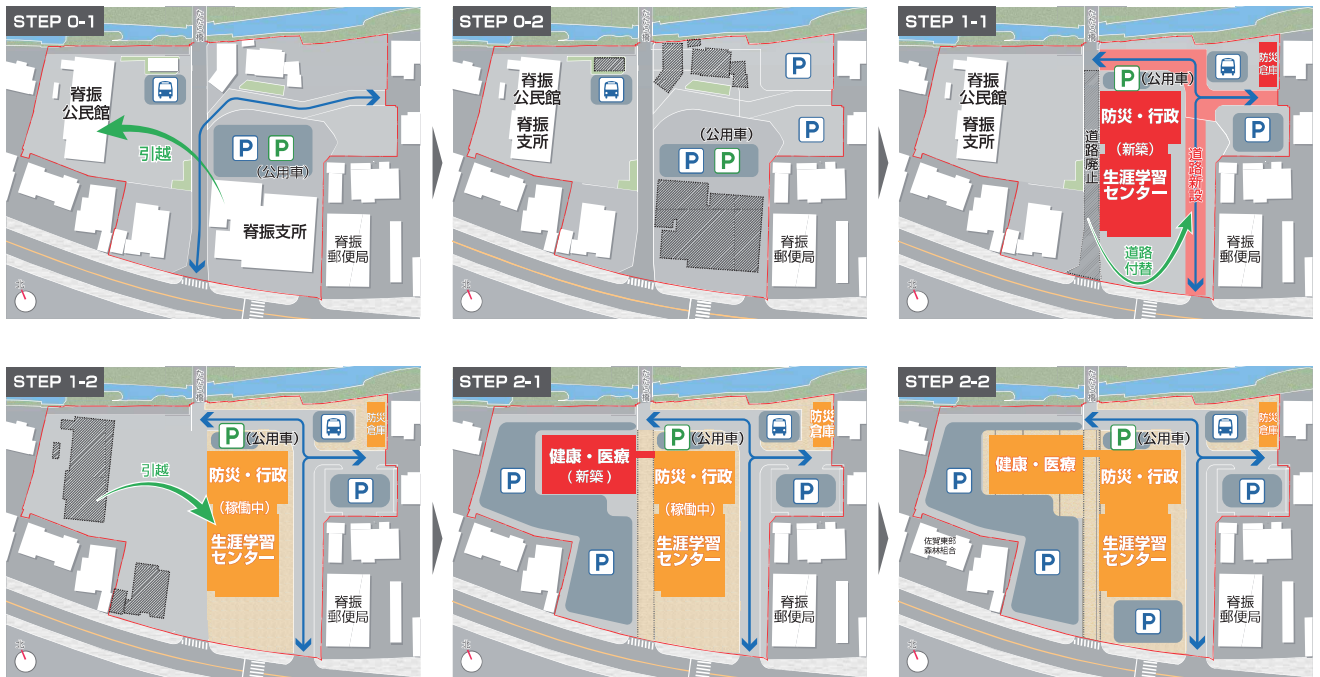 STEP 0-1
脊振
公民館
引越
P P
(公用車)
脊振支所
脊振
郵便局
北
STEP 0-2
脊振
公民館
脊振
支所
P
P
(公用車)
P P
脊振
郵便局
北
STEP 1-1
脊振
公民館
脊振
支所
道路廃止
P (公用車)
防災・行政
(新築)
生涯学習
センター
道路新設
道路
付替
防災
倉庫
P
脊振
郵便局
北
STEP 1-2
引越
P (公用車)
防災・行政
(稼働中)
生涯学習
センター
防災
倉庫
P
脊振
郵便局
北
STEP 2-1
P
健康・医療
(新築)
P
P (公用車)
防災・行政
(稼働中)
生涯学習
センター
防災
倉庫
P
脊振
郵便局
北
STEP 2-2
P
健康・医療
P
佐賀東部
森林組合
P (公用車)
防災・行政
生涯学習
センター
P
防災
倉庫
P
脊振
郵便局
北